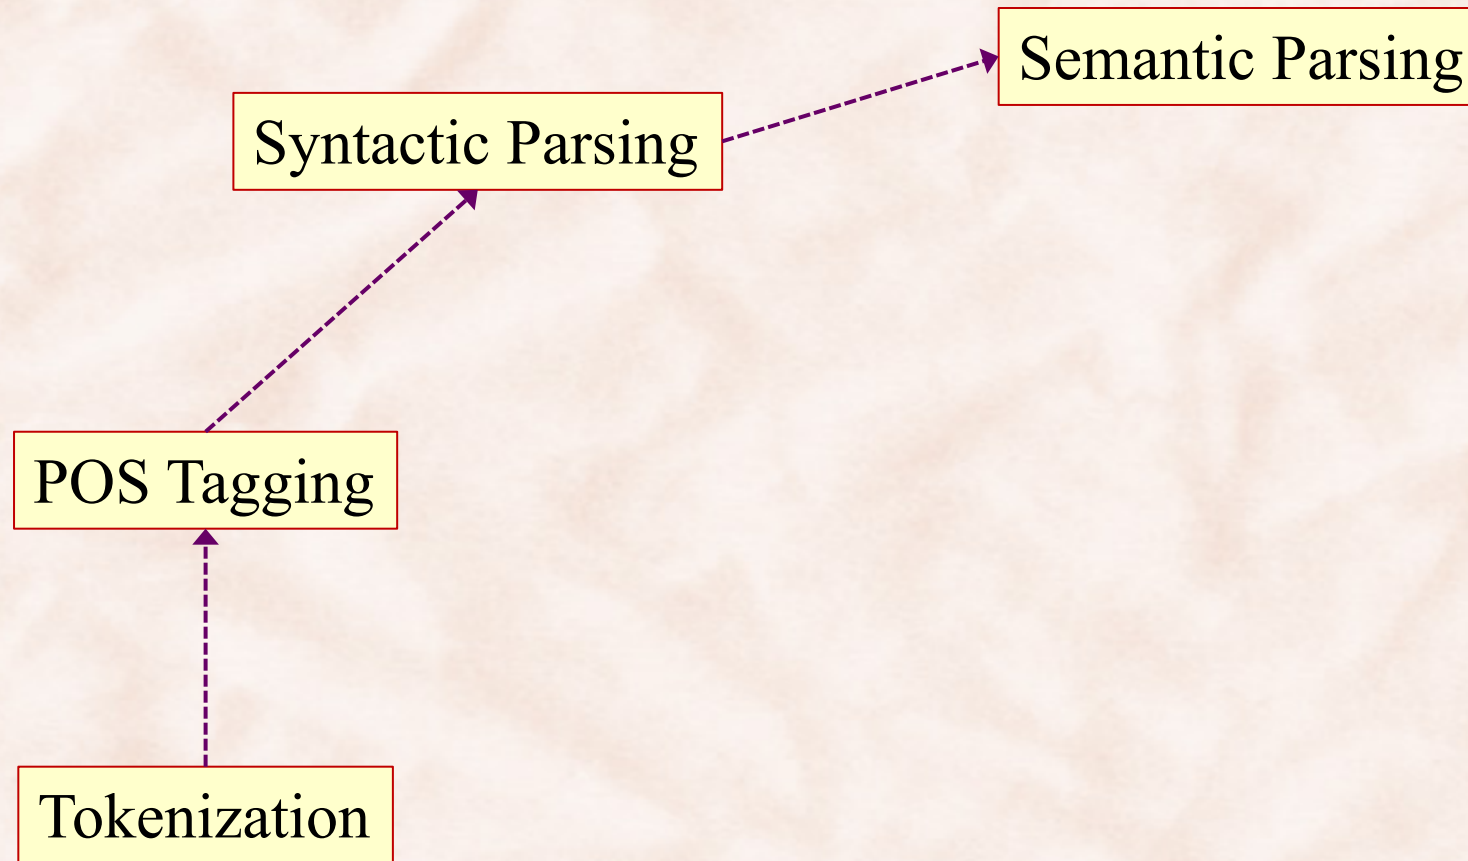 Semantic Parsing
Syntactic Parsing
POS Tagging
Tokenization